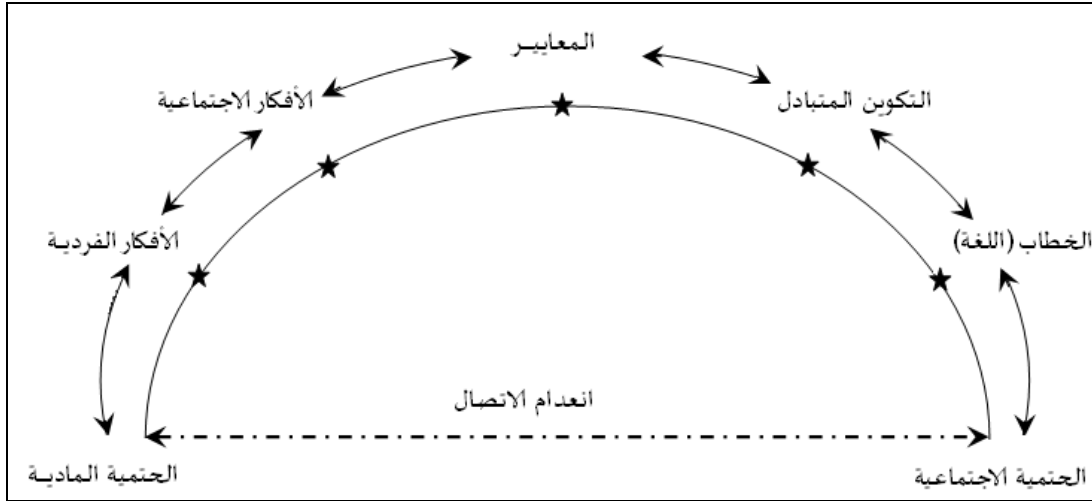 المعايير
التكوين المتبادل
الأفكار الاجتماعية
الخطاب (اللغة)
الأفكار الفردية
انعدام الاتصال
الحتمية الاجتماعية
الحتمية المادية